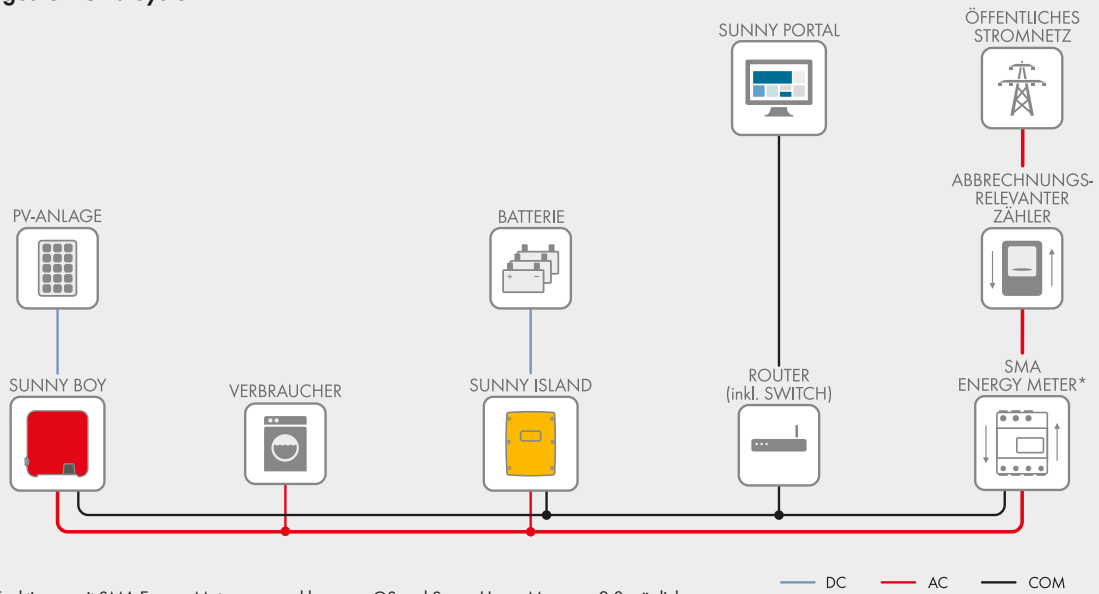 SUNNY PORTAL
ÖFFENTLICHES
STROMNETZ
ABBRECHNUNGS-
RELEVANTER
ZÄHLER
PV-ANLAGE
BATTERIE
SUNNY BOY
VERBRAUCHER
SUNNY ISLAND
ROUTER
(inkl. SWITCH)
SMA
ENERGY METER*
+ –
DC
AC
COM